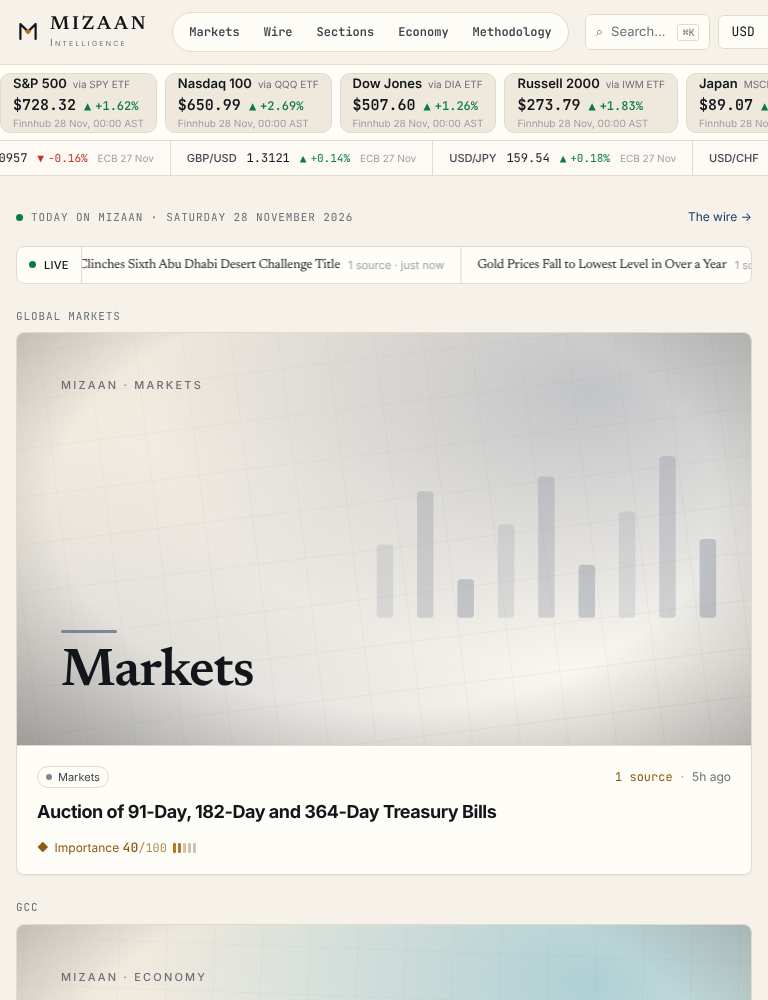 MIZAAN
Intelligence
Markets Wire Sections Economy Methodology
Search... ⌘K
USD
S&P 500 via SPY ETF
$728.32 ▲ +1.62%
Finnhub 28 Nov, 00:00 AST
Nasdaq 100 via QQQ ETF
$650.99 ▲ +2.69%
Finnhub 28 Nov, 00:00 AST
Dow Jones via DIA ETF
$507.60 ▲ +1.26%
Finnhub 28 Nov, 00:00 AST
Russell 2000 via IWM ETF
$273.79 ▲ +1.83%
Finnhub 28 Nov, 00:00 AST
Japan
$89.07 ▲
Finnhub 28 Nov
0957 ▼ -0.16% ECB 27 Nov
GBP/USD 1.3121 ▲ +0.14% ECB 27 Nov
USD/JPY 159.54 ▲ +0.18% ECB 27 Nov
USD/CHF
TODAY ON MIZAAN · SATURDAY 28 NOVEMBER 2026
The wire →
LIVE
Clinches Sixth Abu Dhabi Desert Challenge Title 1 source · just now
Gold Prices Fall to Lowest Level in Over a Year 1
GLOBAL MARKETS
MIZAAN · MARKETS
Markets
Markets
1 source · 5h ago
Auction of 91-Day, 182-Day and 364-Day Treasury Bills
Importance 40/100
GCC
MIZAAN · ECONOMY